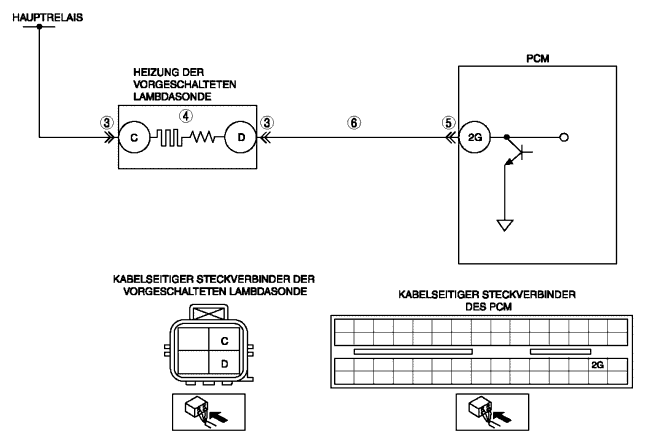 HAUPTRELAIS
HEIZUNG DER
VORGESCHALTETEN
LAMBDASONDE
PCM
3
C
4
D
3
6
5
2G
KABELSEITIGER STECKVERBINDER DER
VORGESCHALTETEN LAMBDASONDE
C
D
KABELSEITIGER STECKVERBINDER
DES PCM
2G